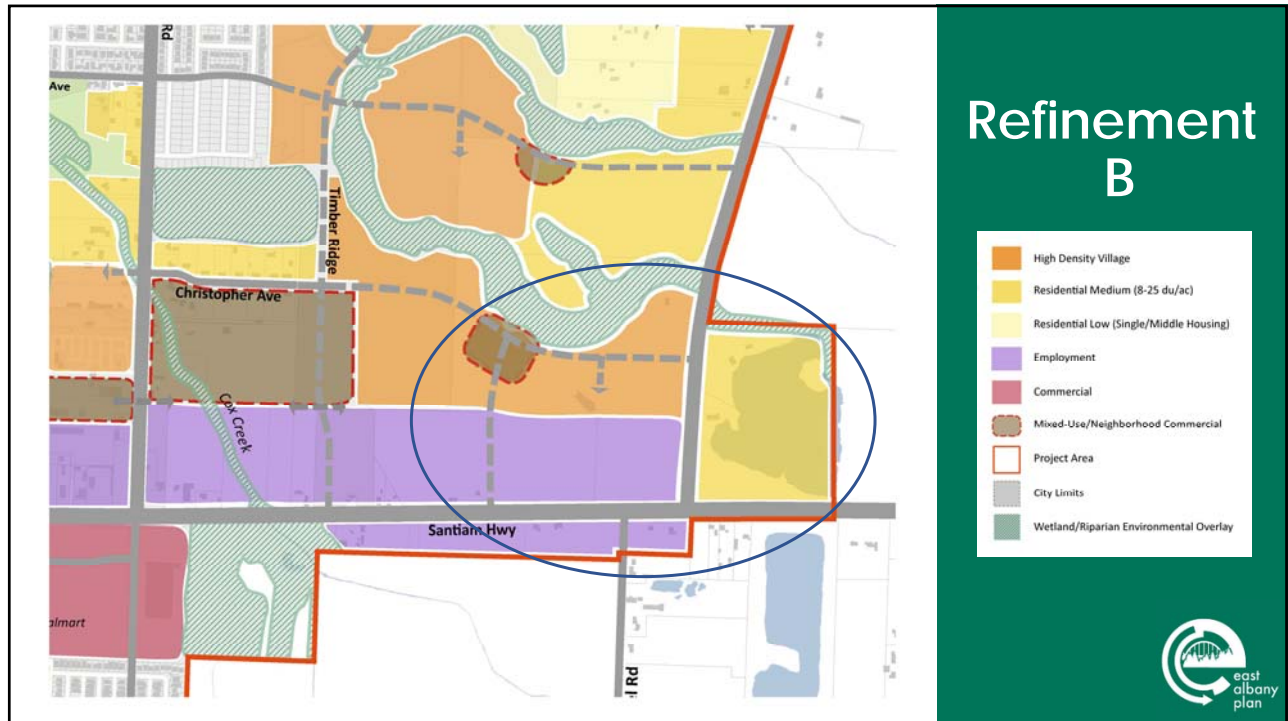 Rd
Ave
Timber Ridge
Christopher Ave
Cox Creek
Santiam Hwy
almart
el Rd
Refinement
B
High Density Village
Residential Medium (8-25 du/ac)
Residential Low (Single/Middle Housing)
Employment
Commercial
Mixed-Use/Neighborhood Commercial
Project Area
City Limits
Wetland/Riparian Environmental Overlay
east
albany
plan